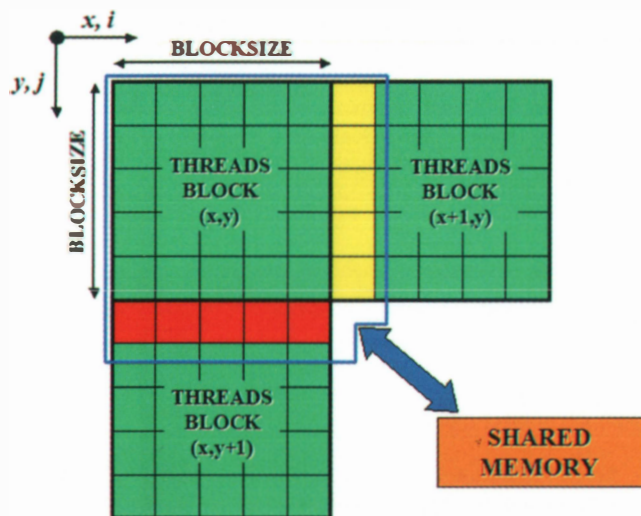 x, i
BLOCKSIZE
y, j
BLOCKSIZE
THREADS
BLOCK
(x,y)
THREADS
BLOCK
(x+1,y)
THREADS
BLOCK
(x,y+1)
SHARED
MEMORY